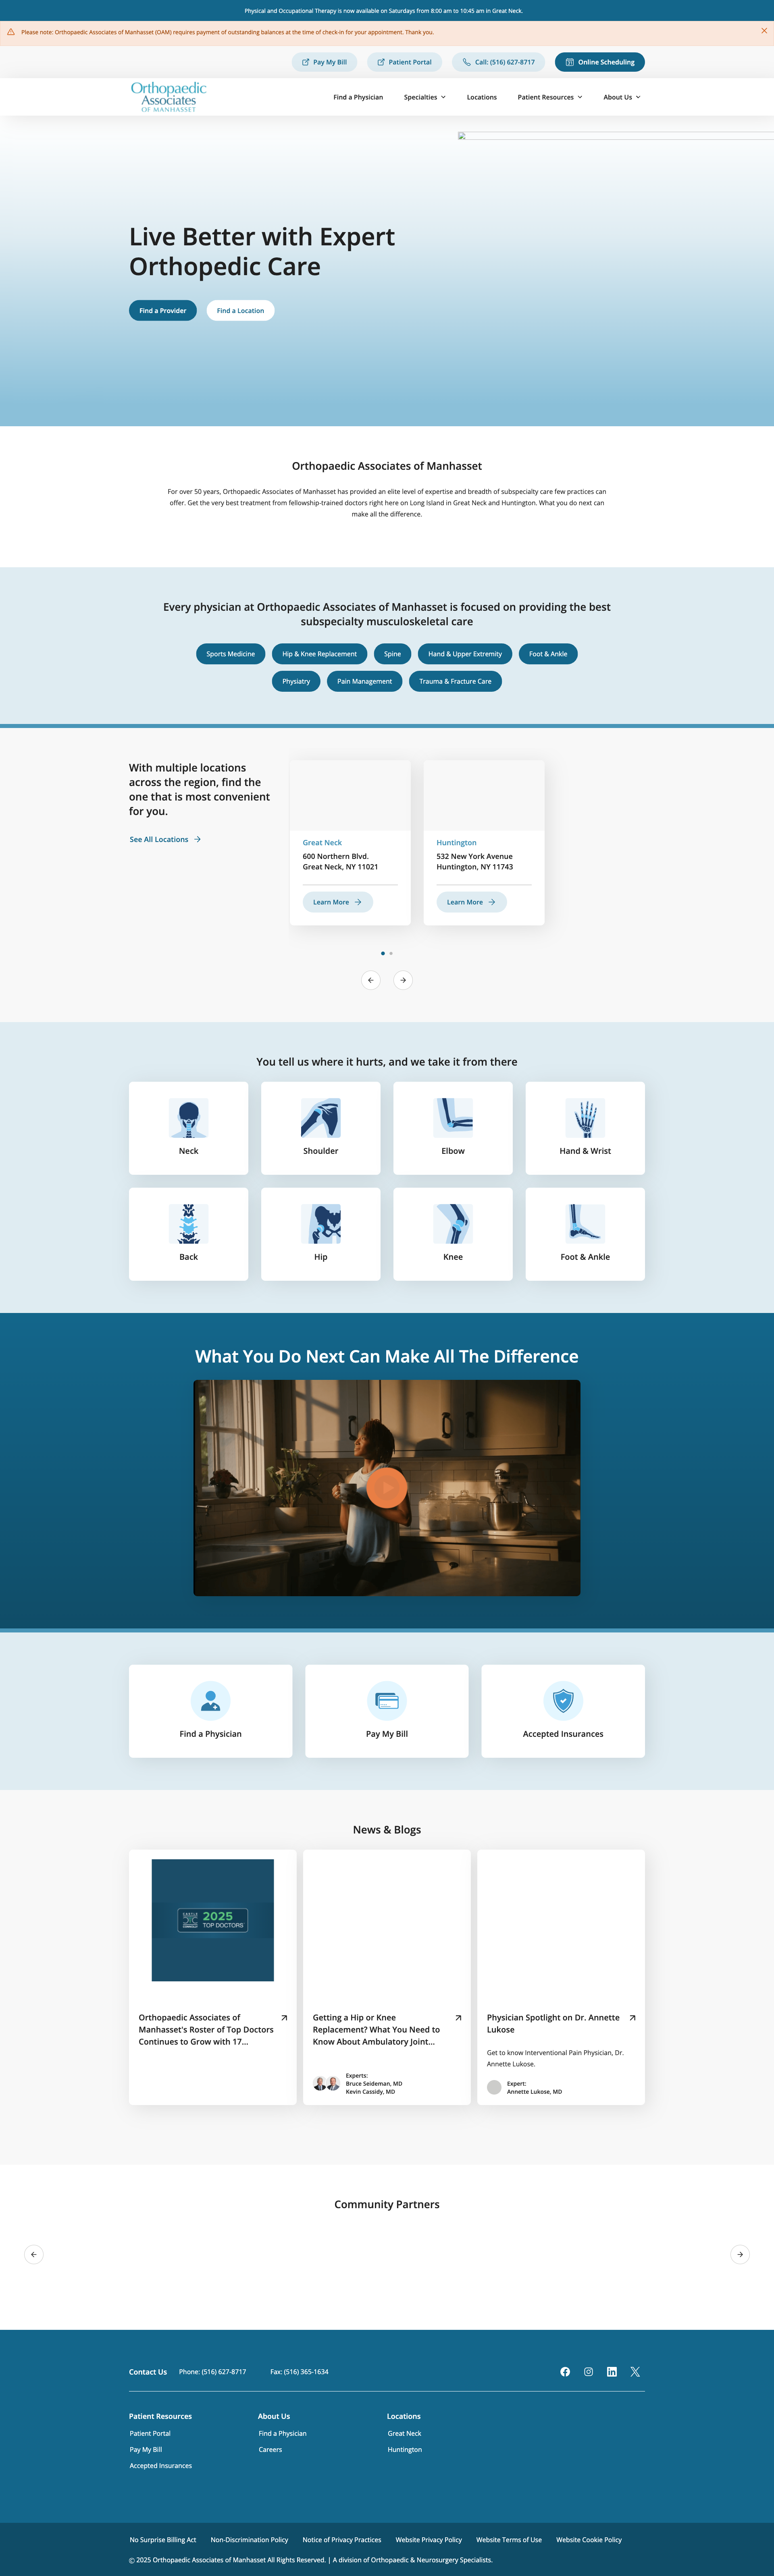 Physical and Occupational Therapy is now available on Saturdays from 8:00 am to 10:45 am in Great Neck.
Please note: Orthopaedic Associates of Manhasset (OAM) requires payment of outstanding balances at the time of check-in for your appointment. Thank you.
Pay My Bill
Patient Portal
Call: (516) 627-8717
Online Scheduling
Orthopaedic
Associates
OF MANHASSET
Find a Physician
Specialties
Locations
Patient Resources
About Us
Live Better with Expert
Orthopedic Care
Find a Provider
Find a Location
Orthopaedic Associates of Manhasset
For over 50 years, Orthopaedic Associates of Manhasset has provided an elite level of expertise and breadth of subspecialty care few practices can
offer. Get the very best treatment from fellowship-trained doctors right here on Long Island in Great Neck and Huntington. What you do next can
make all the difference.
Every physician at Orthopaedic Associates of Manhasset is focused on providing the best
subspecialty musculoskeletal care
Sports Medicine
Hip & Knee Replacement
Spine
Hand & Upper Extremity
Foot & Ankle
Physiatry
Pain Management
Trauma & Fracture Care
With multiple locations
across the region, find the
one that is most convenient
for you.
See All Locations
Great Neck
600 Northern Blvd.
Great Neck, NY 11021
Learn More
Huntington
532 New York Avenue
Huntington, NY 11743
Learn More
You tell us where it hurts, and we take it from there
Neck
Shoulder
Elbow
Hand & Wrist
Back
Hip
Knee
Foot & Ankle
What You Do Next Can Make All The Difference
Find a Physician
Pay My Bill
Accepted Insurances
News & Blogs
2025
TOP DOCTORS
Orthopaedic Associates of
Manhasset's Roster of Top Doctors
Continues to Grow with 17...
Getting a Hip or Knee
Replacement? What You Need to
Know About Ambulatory Joint...
Experts:
Bruce Seideman, MD
Kevin Cassidy, MD
Physician Spotlight on Dr. Annette
Lukose
Get to know Interventional Pain Physician, Dr.
Annette Lukose.
Expert:
Annette Lukose, MD
Community Partners
Contact Us
Phone: (516) 627-8717
Fax: (516) 365-1634
Patient Resources
Patient Portal
Pay My Bill
Accepted Insurances
About Us
Find a Physician
Careers
Locations
Great Neck
Huntington
No Surprise Billing Act
Non-Discrimination Policy
Notice of Privacy Practices
Website Privacy Policy
Website Terms of Use
Website Cookie Policy
© 2025 Orthopaedic Associates of Manhasset All Rights Reserved. | A division of Orthopaedic & Neurosurgery Specialists.